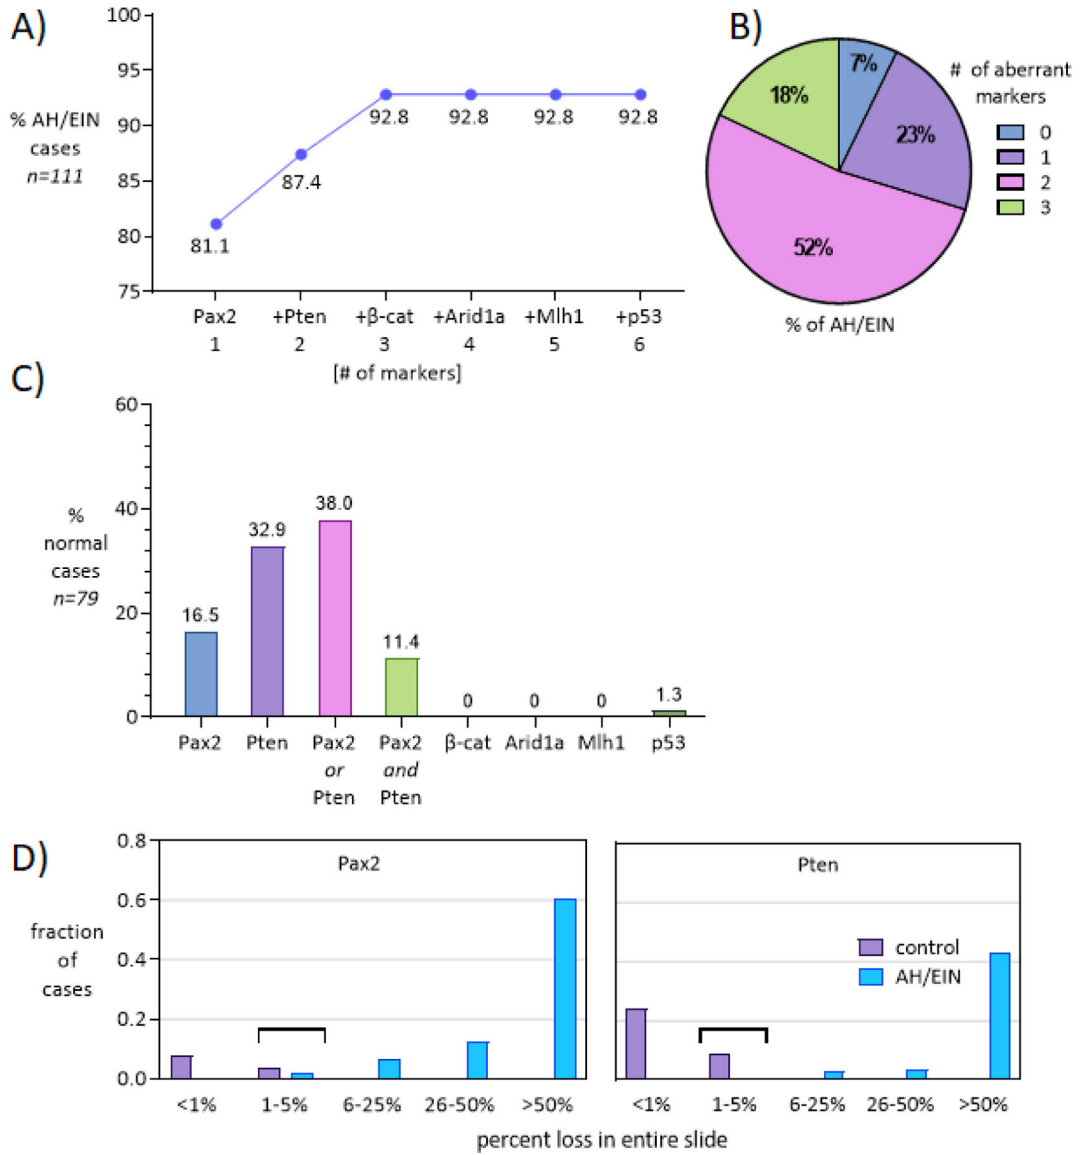 A)
100
95
90
85
80
75
% AH/EIN
cases
n=111
81.1
87.4
92.8 92.8 92.8 92.8
Pax2 +Pten +β-cat +Arid1a +Mlh1 +p53
1 2 3 4 5 6
[# of markers]
B)
7%
23%
52%
18%
# of aberrant
markers
0
1
2
3
% of AH/EIN
C)
60
40
20
0
%
normal
cases
n=79
16.5 32.9 38.0 11.4 0 0 0 1.3
Pax2 Pten Pax2 Pax2 β-cat Arid1a Mlh1 p53
or and
Pten Pten
D)
0.8
0.6
0.4
0.2
0.0
fraction
of
cases
Pax2
Pten
control
AH/EIN
<1% 1-5% 6-25% 26-50% >50%
<1% 1-5% 6-25% 26-50% >50%
percent loss in entire slide